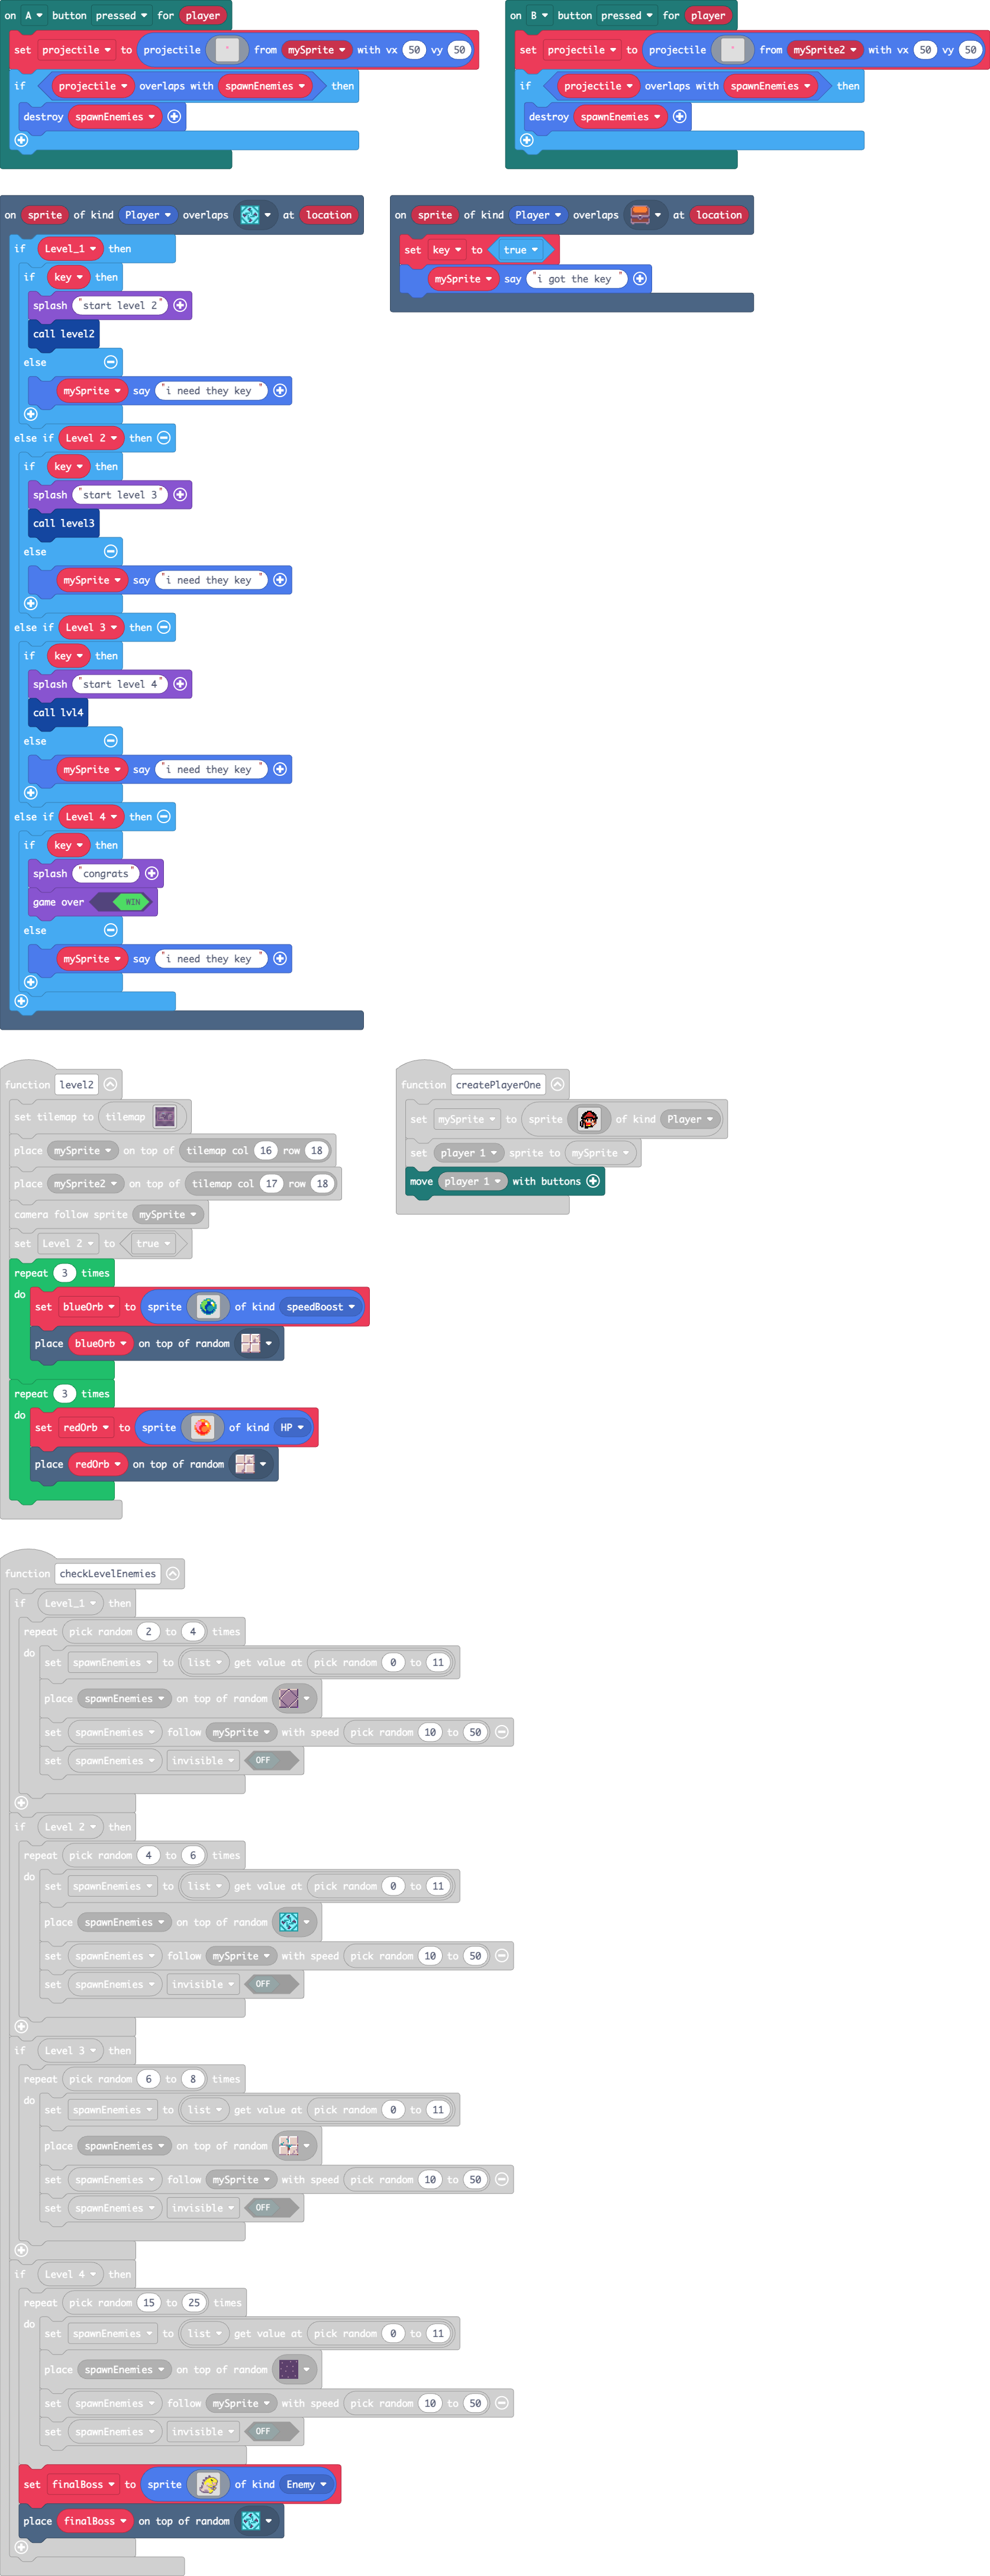 on A button pressed for player
set projectile to projectile from mySprite with vx 50 vy 50
if projectile overlaps with spawnEnemies then
destroy spawnEnemies
on B button pressed for player
set projectile to projectile from mySprite2 with vx 50 vy 50
if projectile overlaps with spawnEnemies then
destroy spawnEnemies
on sprite of kind Player overlaps at location
if Level_1 then
if key then
splash "start level 2"
call level2
else
mySprite say "i need they key "
else if Level 2 then
if key then
splash "start level 3"
call level3
else
mySprite say "i need they key "
else if Level 3 then
if key then
splash "start level 4"
call lvl4
else
mySprite say "i need they key "
else if Level 4 then
if key then
splash "congrats"
game over WIN
else
mySprite say "i need they key "
on sprite of kind Player overlaps at location
set key to true
mySprite say "i got the key "
function level2
set tilemap to tilemap
place mySprite on top of tilemap col 16 row 18
place mySprite2 on top of tilemap col 17 row 18
camera follow sprite mySprite
set Level 2 to true
repeat 3 times
do
set blueOrb to sprite of kind speedBoost
place blueOrb on top of random
repeat 3 times
do
set redOrb to sprite of kind HP
place redOrb on top of random
function createPlayerOne
set mySprite to sprite of kind Player
set player 1 sprite to mySprite
move player 1 with buttons
function checkLevelEnemies
if Level_1 then
repeat pick random 2 to 4 times
do
set spawnEnemies to list get value at pick random 0 to 11
place spawnEnemies on top of random
set spawnEnemies follow mySprite with speed pick random 10 to 50
set spawnEnemies invisible OFF
if Level 2 then
repeat pick random 4 to 6 times
do
set spawnEnemies to list get value at pick random 0 to 11
place spawnEnemies on top of random
set spawnEnemies follow mySprite with speed pick random 10 to 50
set spawnEnemies invisible OFF
if Level 3 then
repeat pick random 6 to 8 times
do
set spawnEnemies to list get value at pick random 0 to 11
place spawnEnemies on top of random
set spawnEnemies follow mySprite with speed pick random 10 to 50
set spawnEnemies invisible OFF
if Level 4 then
repeat pick random 15 to 25 times
do
set spawnEnemies to list get value at pick random 0 to 11
place spawnEnemies on top of random
set spawnEnemies follow mySprite with speed pick random 10 to 50
set spawnEnemies invisible OFF
set finalBoss to sprite of kind Enemy
place finalBoss on top of random